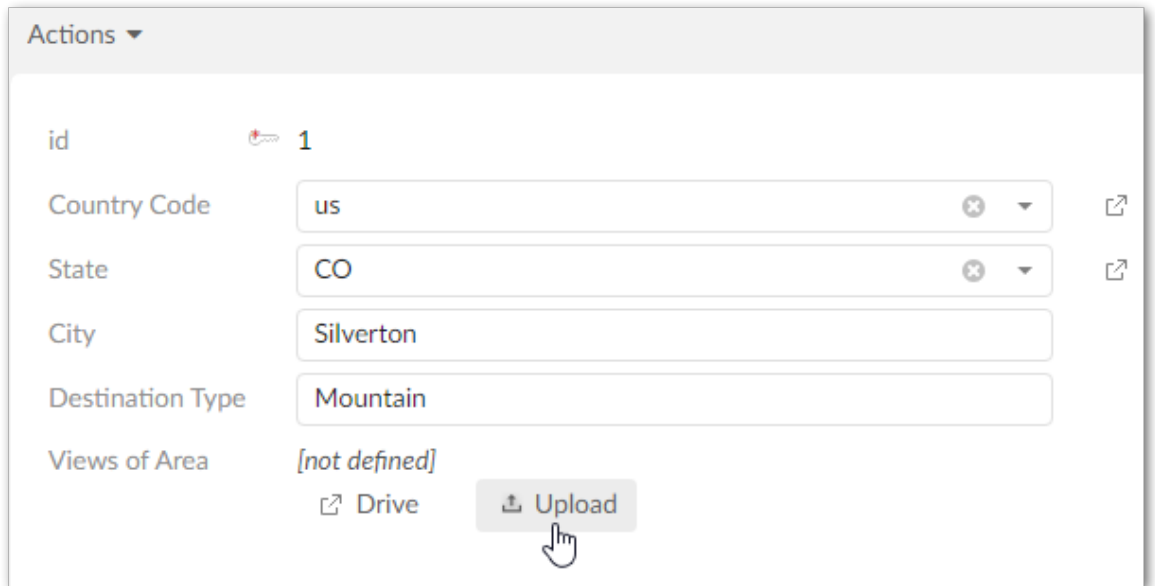 Actions
id 1
Country Code us
State CO
City Silverton
Destination Type Mountain
Views of Area [not defined]
Drive Upload